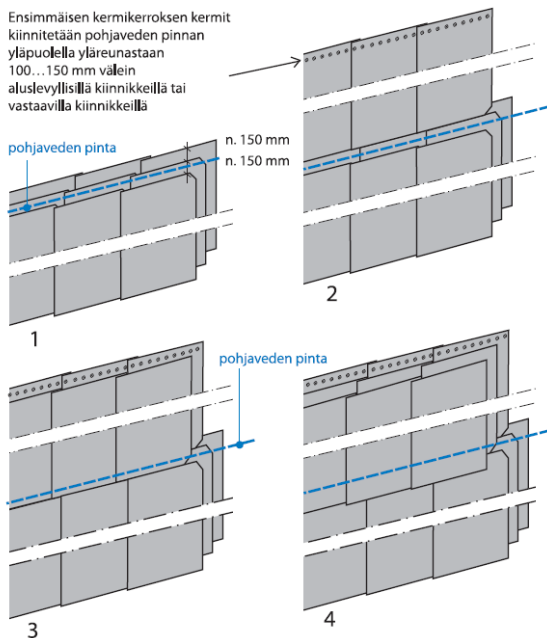 Ensimmäisen kermikerroksen kermit
kiinnitetään pohjaveden pinnan
yläpuolella yläreunastaan
100…150 mm välein
aluslevyllisillä kiinnikkeillä tai
vastaavilla kiinnikkeillä
pohjaveden pinta
n. 150 mm
n. 150 mm
1
2
pohjaveden pinta
3
4